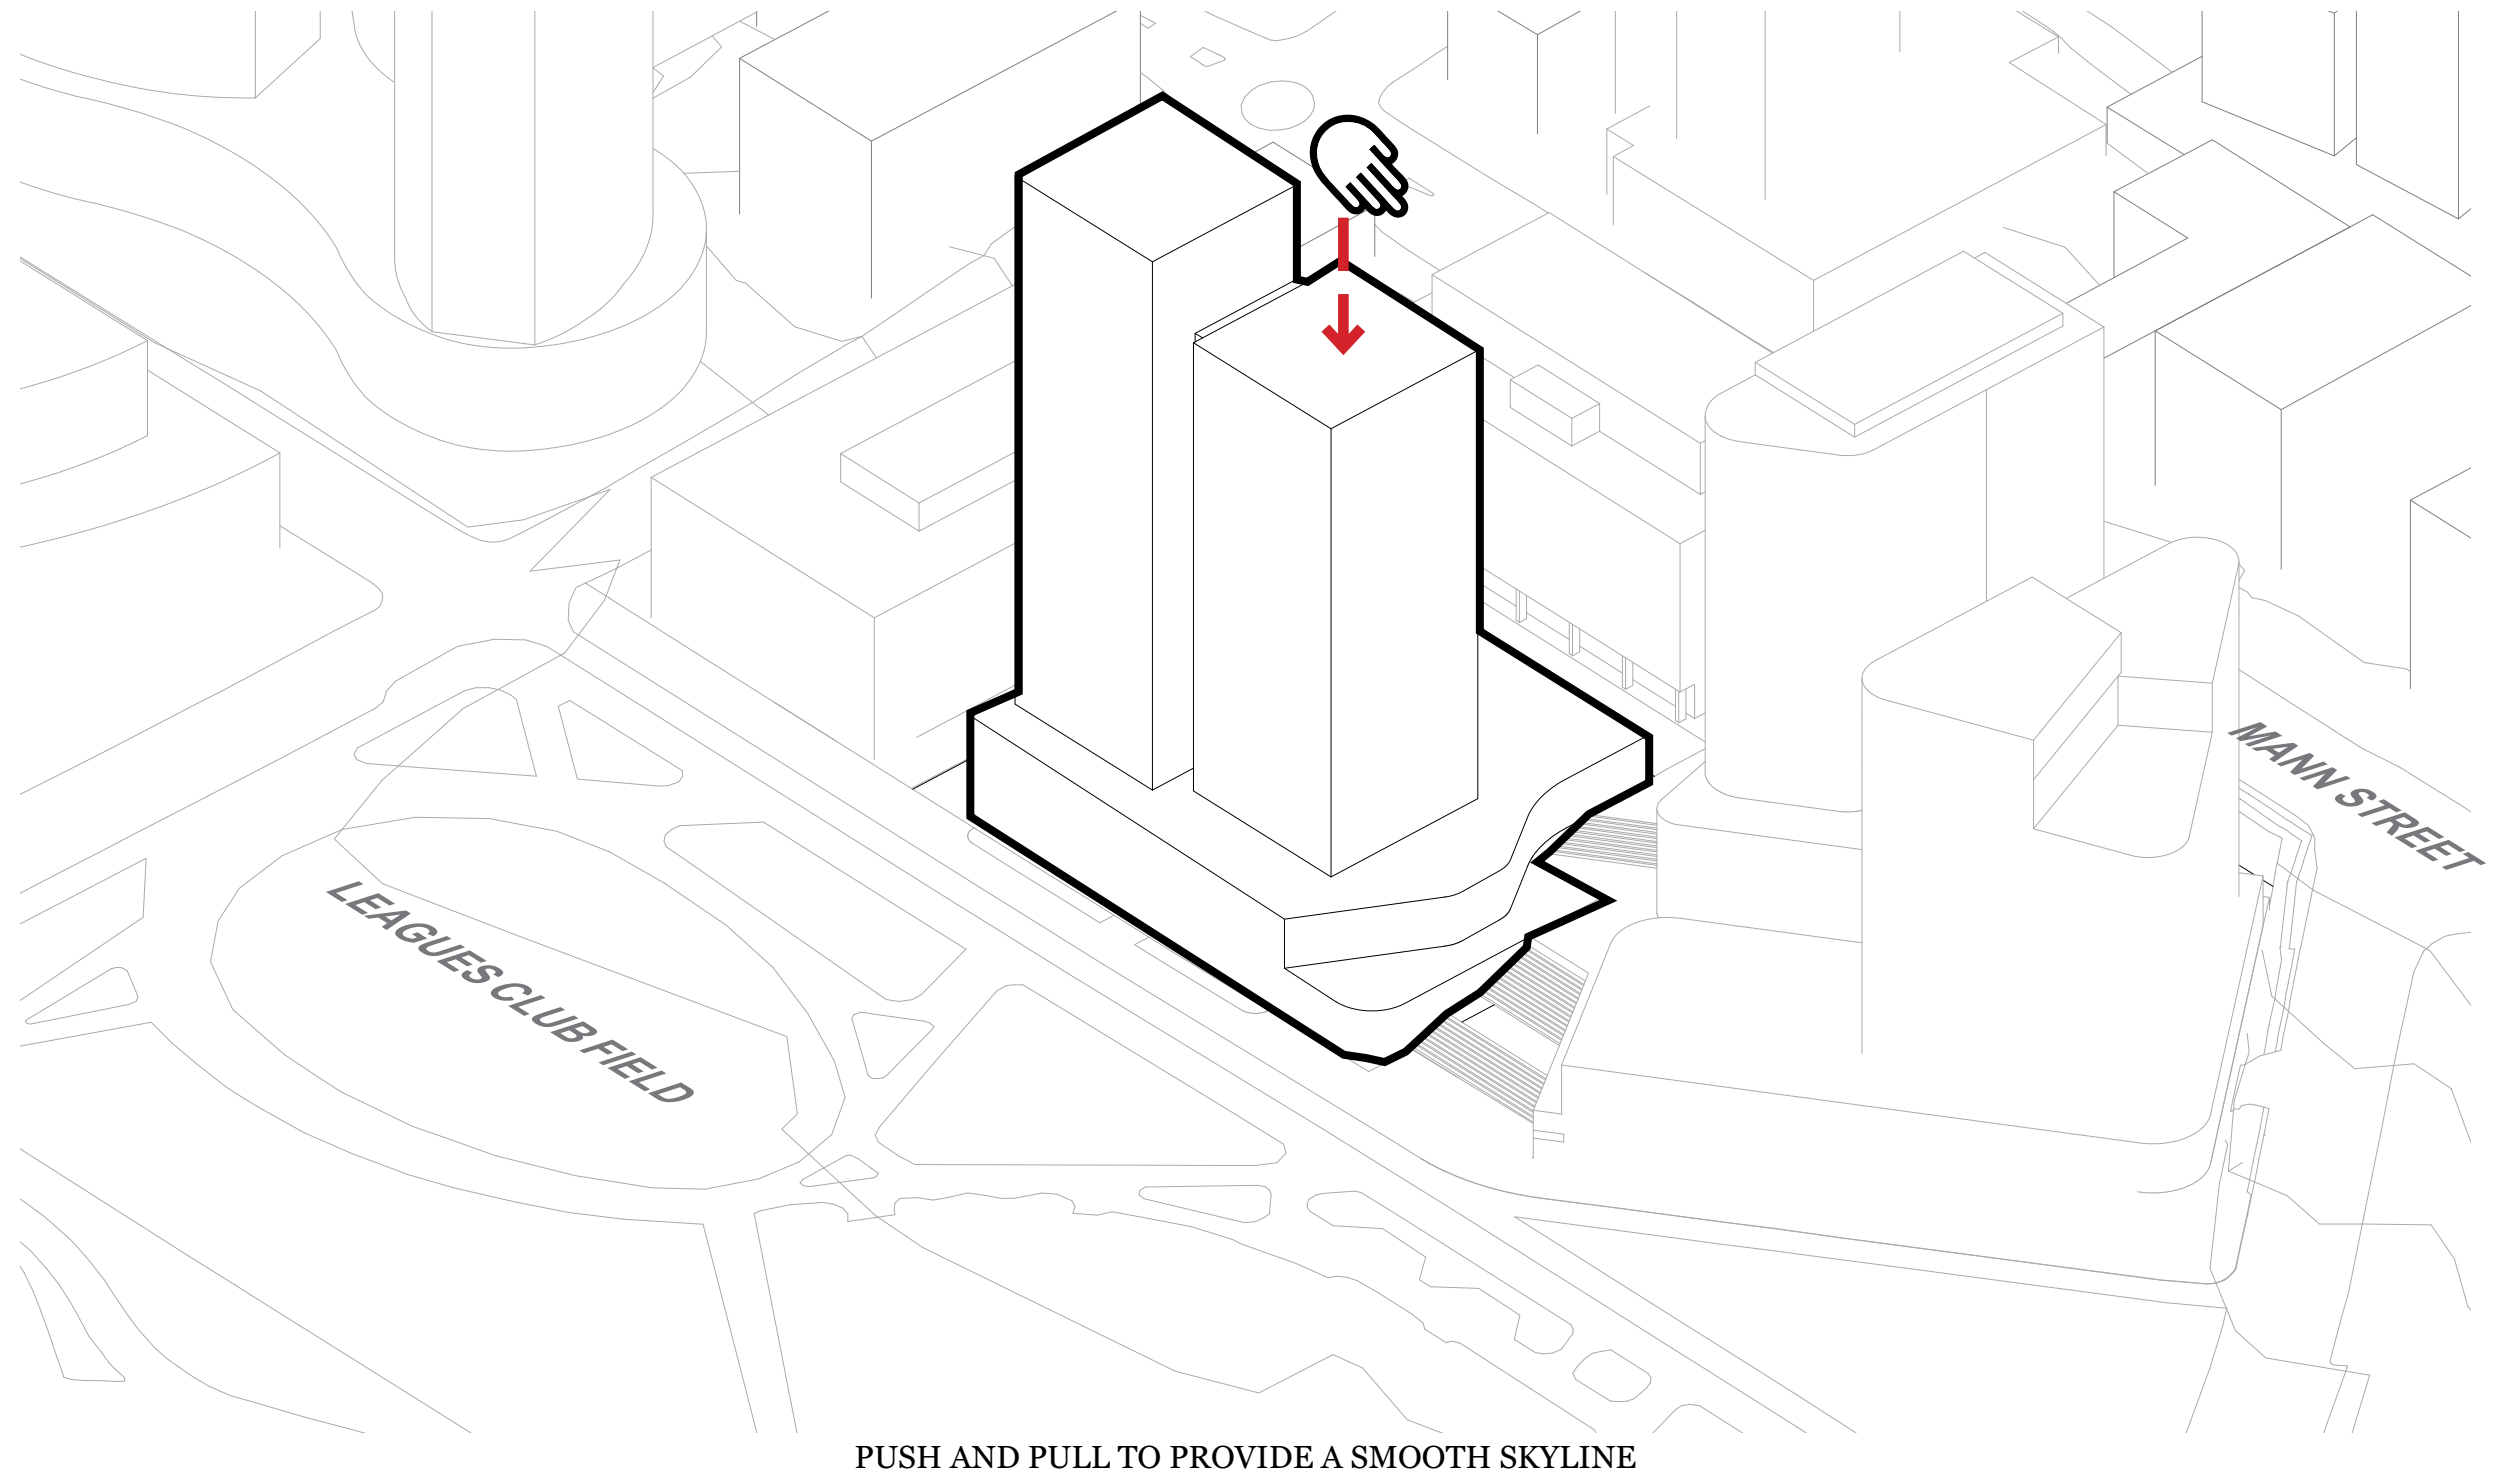 MANN STREET
LEAGUES CLUB FIELD
PUSH AND PULL TO PROVIDE A SMOOTH SKYLINE